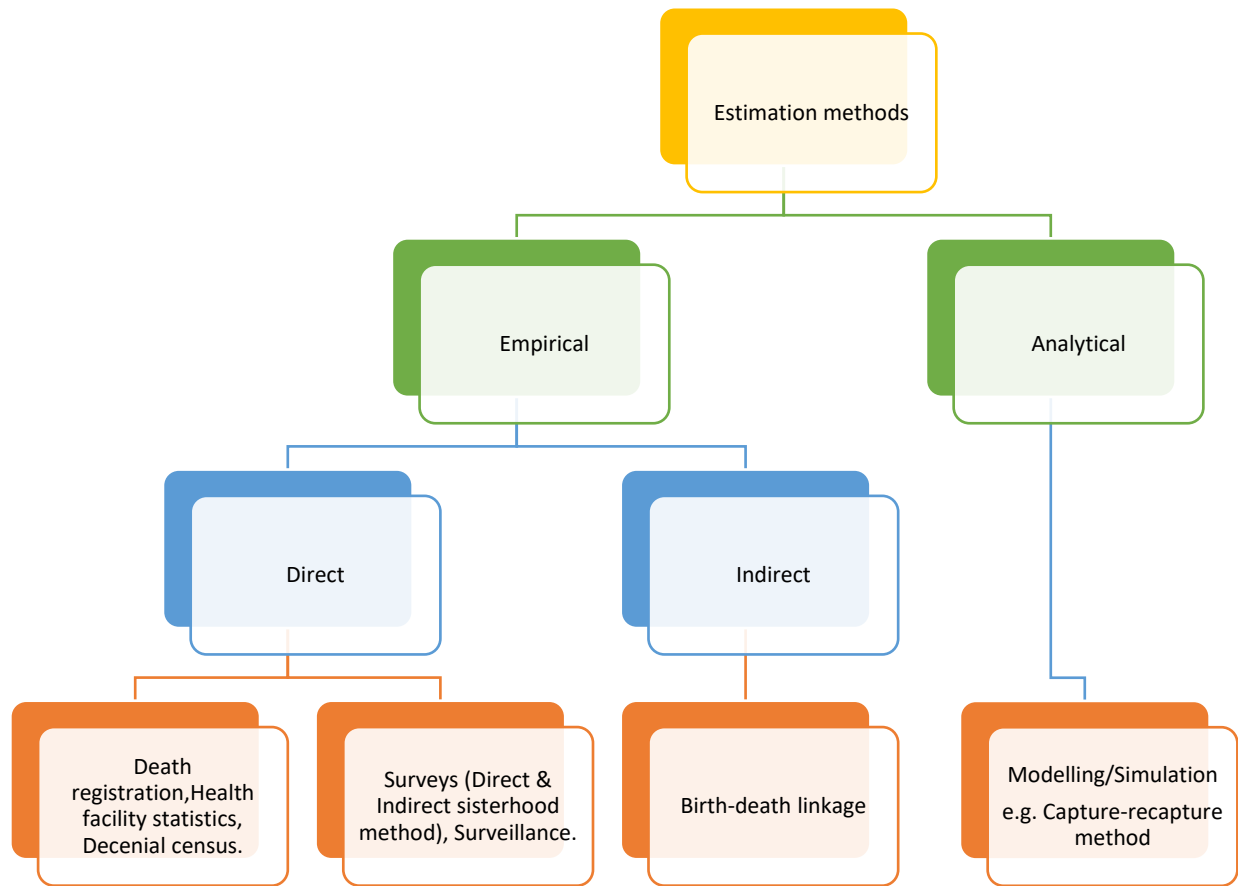 Estimation methods
Empirical
Analytical
Direct
Indirect
Death
registration,Health
facility statistics,
Decenial census.
Surveys (Direct &
Indirect sisterhood
method), Surveillance.
Birth-death linkage
Modelling/Simulation
e.g. Capture-recapture
method